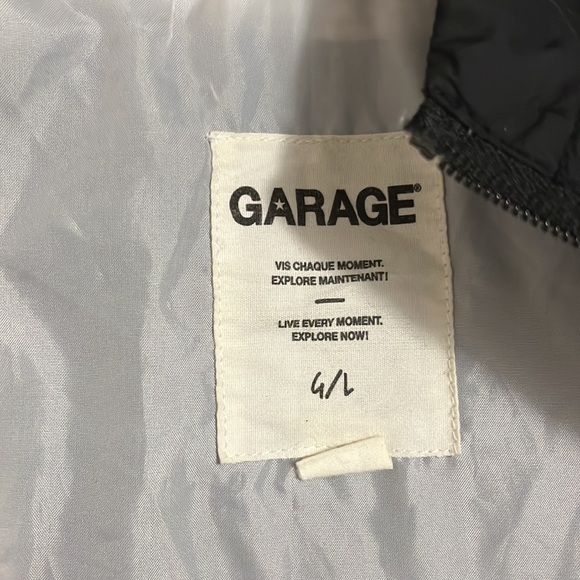 GARAGE®
VIS CHAQUE MOMENT.
EXPLORE MAINTENANT!
LIVE EVERY MOMENT.
EXPLORE NOW!
G/L